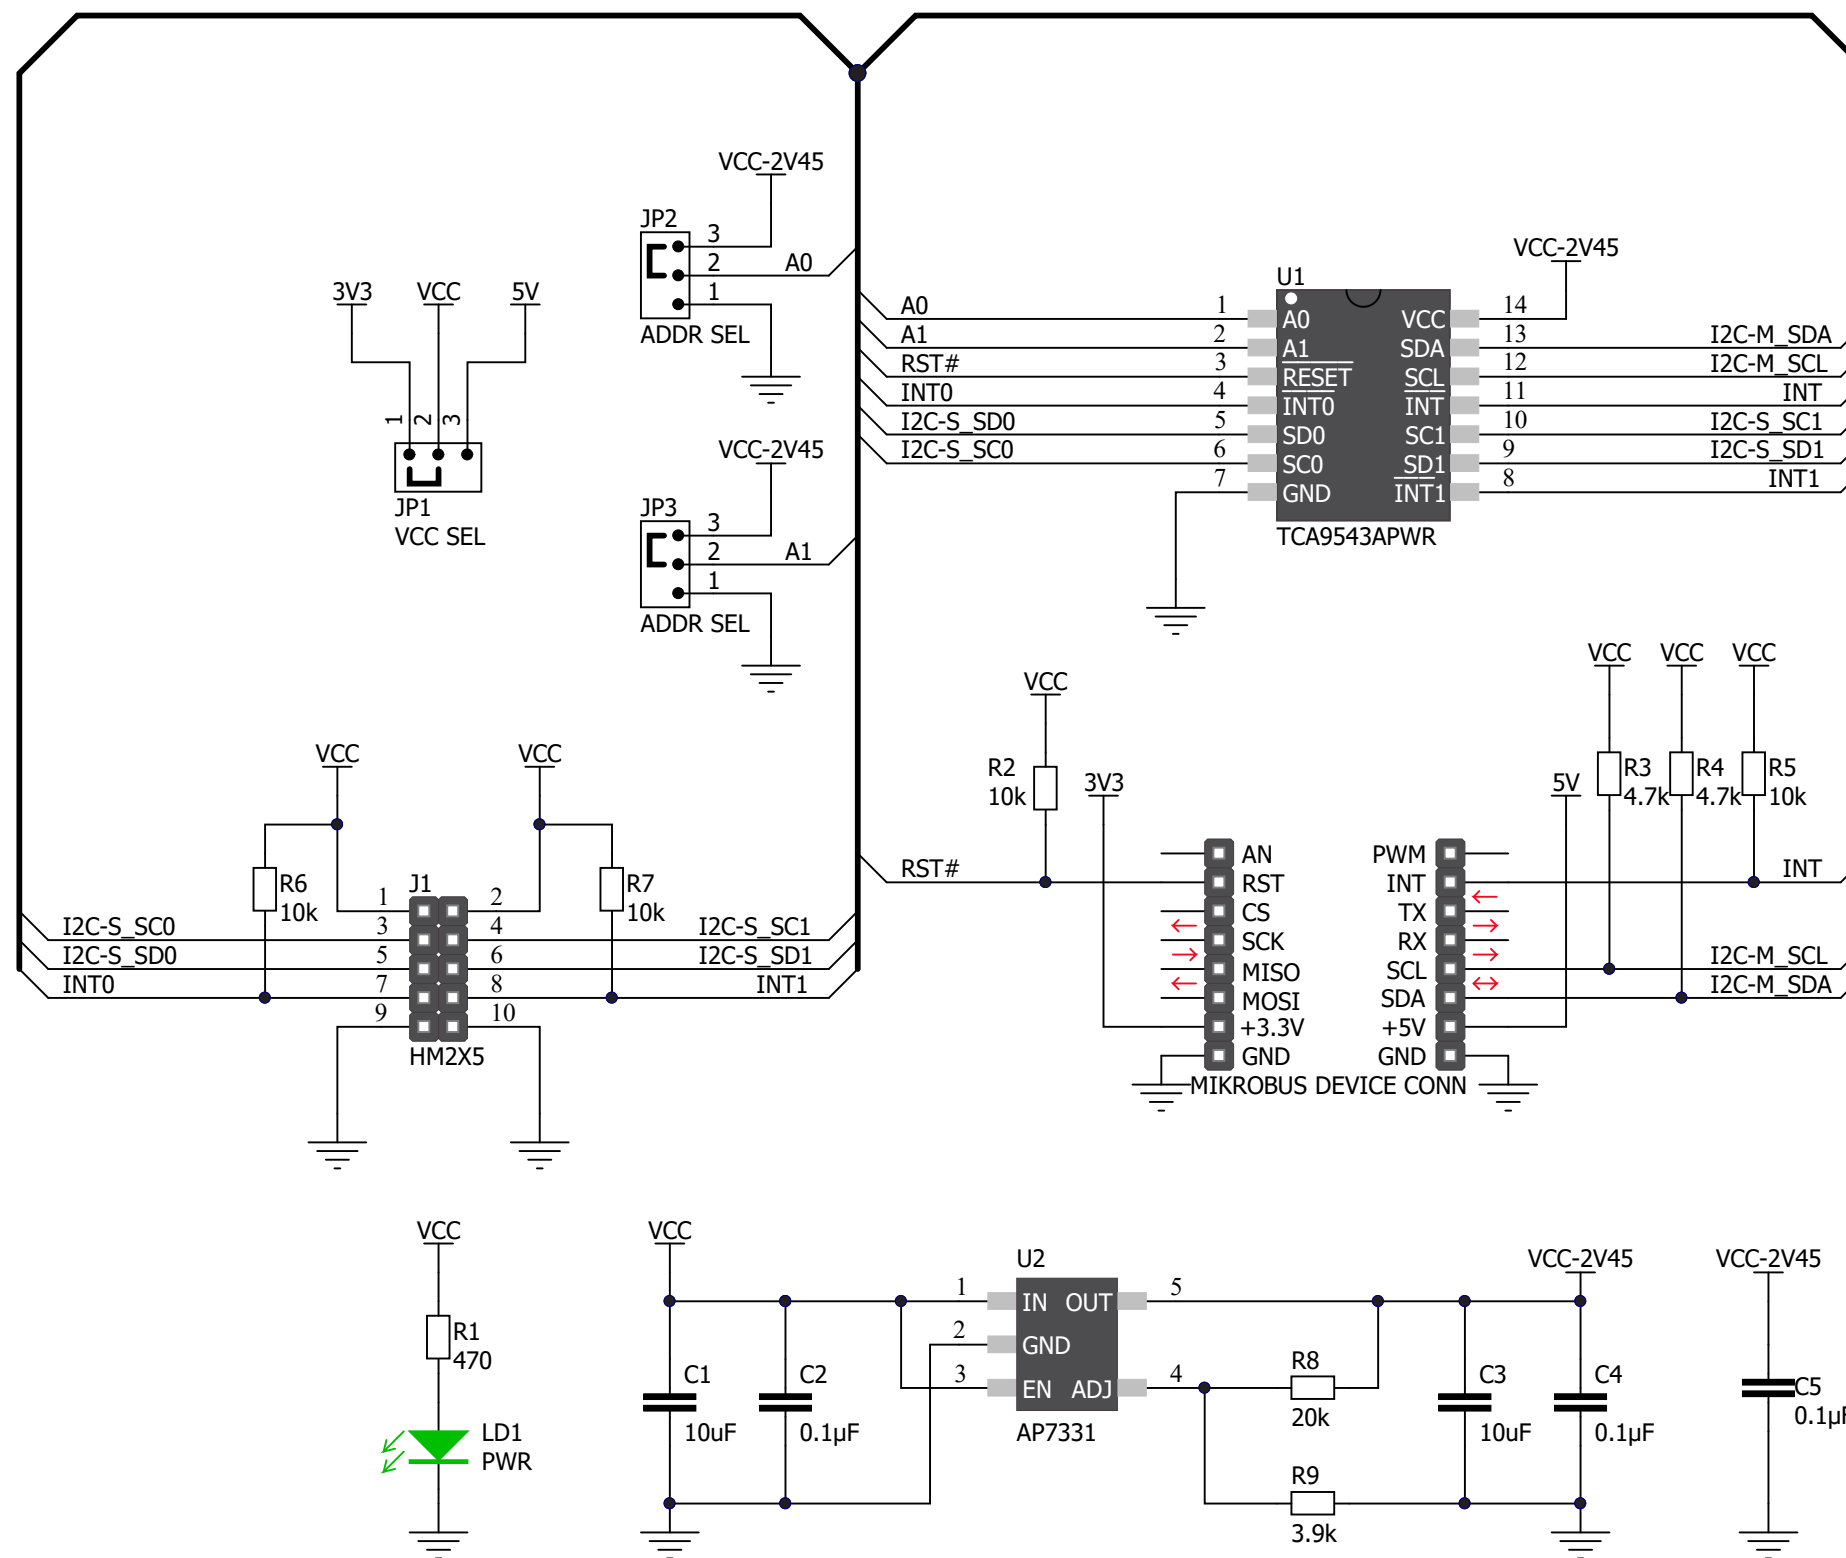 VCC-2V45
JP2
3
2
1
A0
ADDR SEL
3V3
VCC
5V
1
2
3
JP1
VCC SEL
VCC-2V45
JP3
3
2
1
A1
ADDR SEL
VCC-2V45
U1
A0 1 A0 VCC 14
A1 2 A1 SDA 13 I2C-M_SDA
RST# 3 RESET SCL 12 I2C-M_SCL
INT0 4 INT0 INT 11 INT
I2C-S_SD0 5 SD0 SC1 10 I2C-S_SC1
I2C-S_SC0 6 SC0 SD1 9 I2C-S_SD1
7 GND INT1 8 INT1
TCA9543APWR
VCC
VCC
R6
10k
R7
10k
J1
1 2
I2C-S_SC0 3 4 I2C-S_SC1
I2C-S_SD0 5 6 I2C-S_SD1
INT0 7 8 INT1
9 10
HM2X5
VCC
R2
10k
3V3
5V
VCC VCC VCC
R3
4.7k
R4
4.7k
R5
10k
AN PWM
RST# RST INT INT
CS TX
SCK RX
MISO SCL I2C-M_SCL
MOSI SDA I2C-M_SDA
+3.3V +5V
GND GND
MIKROBUS DEVICE CONN
VCC
R1
470
LD1
PWR
VCC
C1
10uF
C2
0.1µF
U2
1 IN OUT 5
2 GND
3 EN ADJ 4
AP7331
R8
20k
R9
3.9k
VCC-2V45
C3
10uF
C4
0.1µF
VCC-2V45
C5
0.1µF